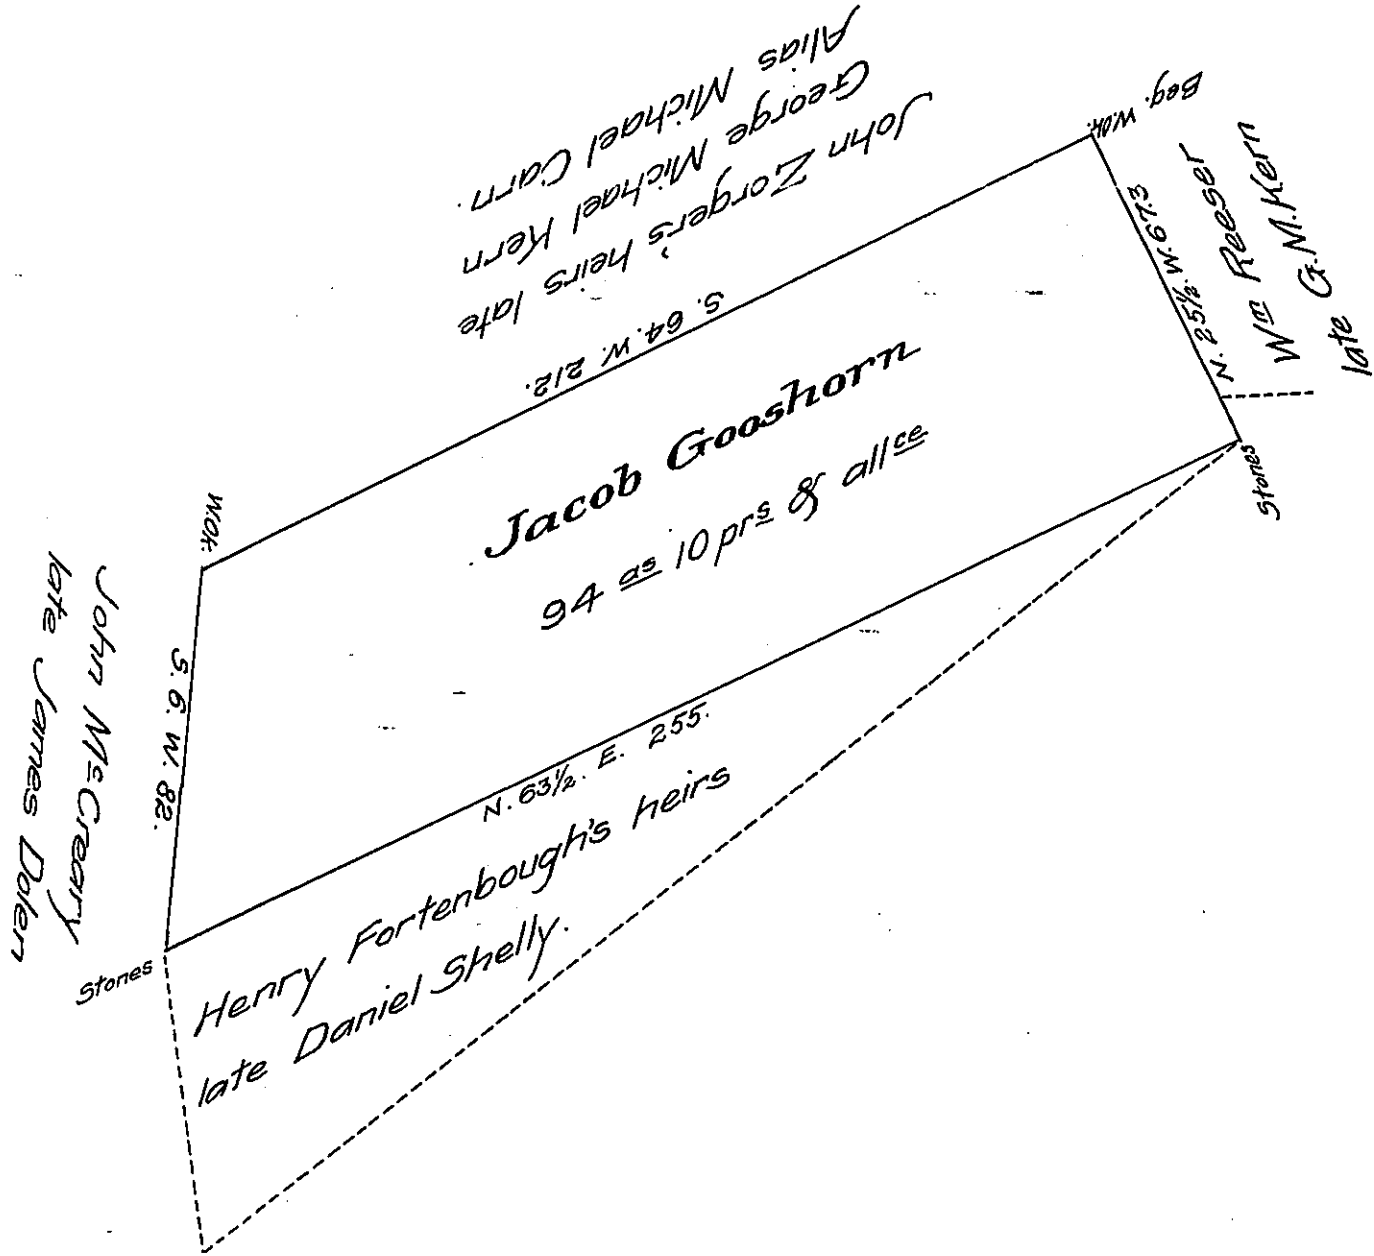 Alias Michael Carn.
George Michael Kern
John Zorger's heirs late
S. 64. W. 212.
Beg. W.ok.
N. 25½. W. 67.3
Wm Reeser
late G.M.Kern
Stones
Jacob Gooshorn
94 as 10 prs & allce
W.ok.
S. 6. W. 82.
John McCreary
late James Dolen
Stones
N. 63½. E. 255.
Henry Fortenbough's heirs
late Daniel Shelly.